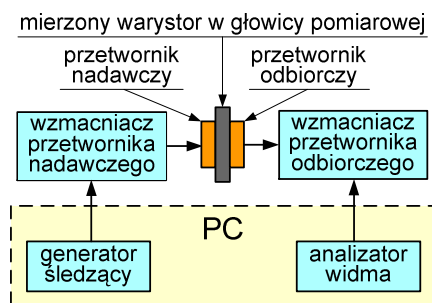 mierzony warystor w głowicy pomiarowej
przetwornik
nadawczy
przetwornik
odbiorczy
wzmacniacz
przetwornika
nadawczego
wzmacniacz
przetwornika
odbiorczego
PC
generator
śledzący
analizator
widma